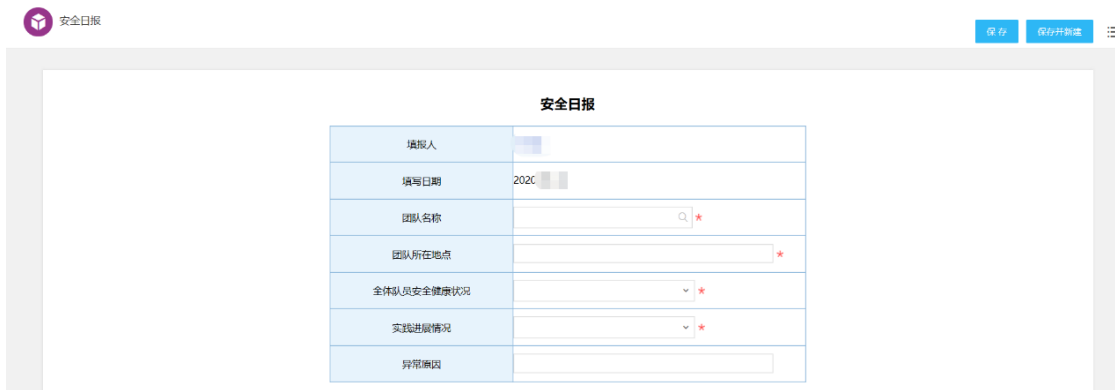 安全日报
保存 保存并新建
安全日报
填报人
填写日期 2020
团队名称 *
团队所在地点 *
全体队员安全健康状况 *
实践进展情况 *
异常原因